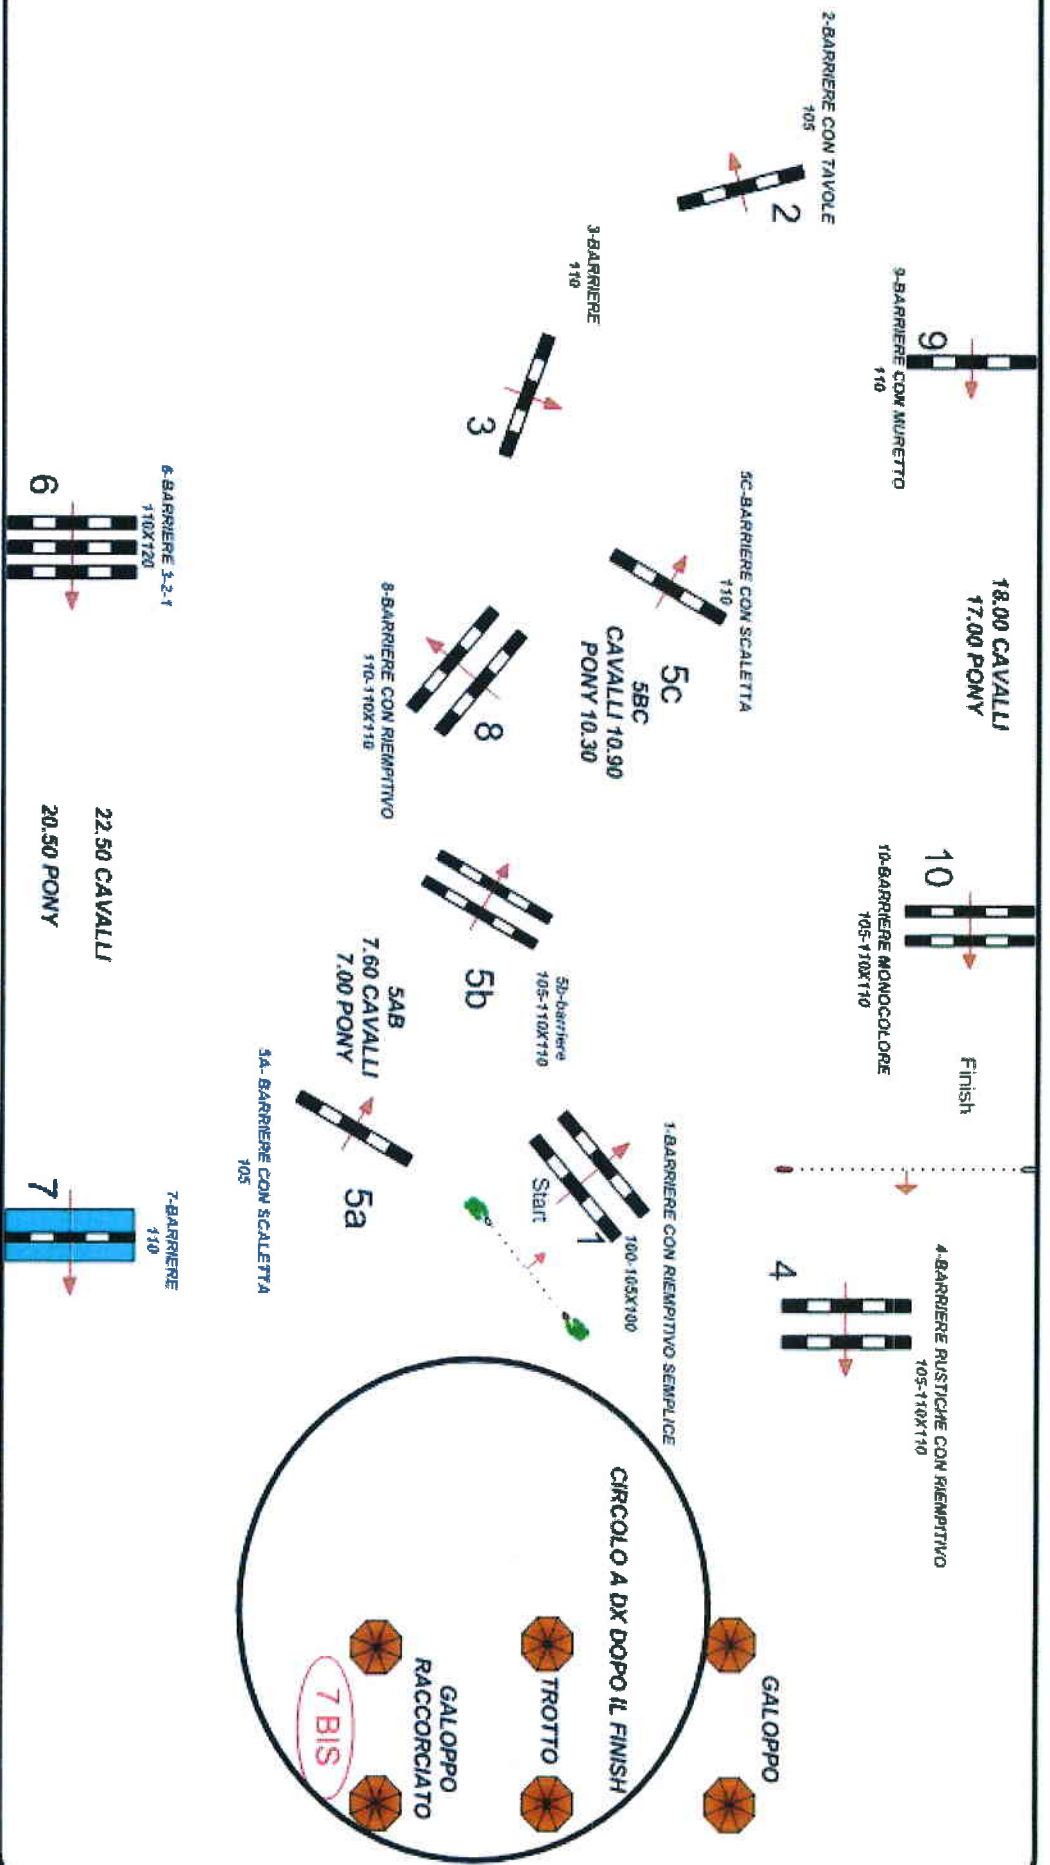 2-BARRIERE CON TAVOLE
105
2
9-BARRIERE CON MURETTO
110
9
3-BARRIERE
110
3
18.00 CAVALLI
17.00 PONY
5C-BARRIERE CON SCALETTA
110
5c
5BC
CAVALLI 10.90
PONY 10.30
6-BARRIERE 3-2-1
110X120
6
8-BARRIERE CON RIEMPITIVO
110-110X110
8
10
10-BARRIERE MONOCOLORE
105-110X110
Finish
22.50 CAVALLI
20.50 PONY
5b-barriere
105-110X110
5b
5AB
7.60 CAVALLI
7.00 PONY
5A- BARRIERE CON SCALETTA
105
5a
1-BARRIERE CON RIEMPITIVO SEMPLICE
100-105X100
1
Start
4-BARRIERE RUSTICHE CON RIEMPITIVO
105-110X110
4
7-BARRIERE
110
7
CIRCOLO A DX DOPO IL FINISH
GALOPPO
TROTTO
GALOPPO
RACCORCIATO
7 BIS